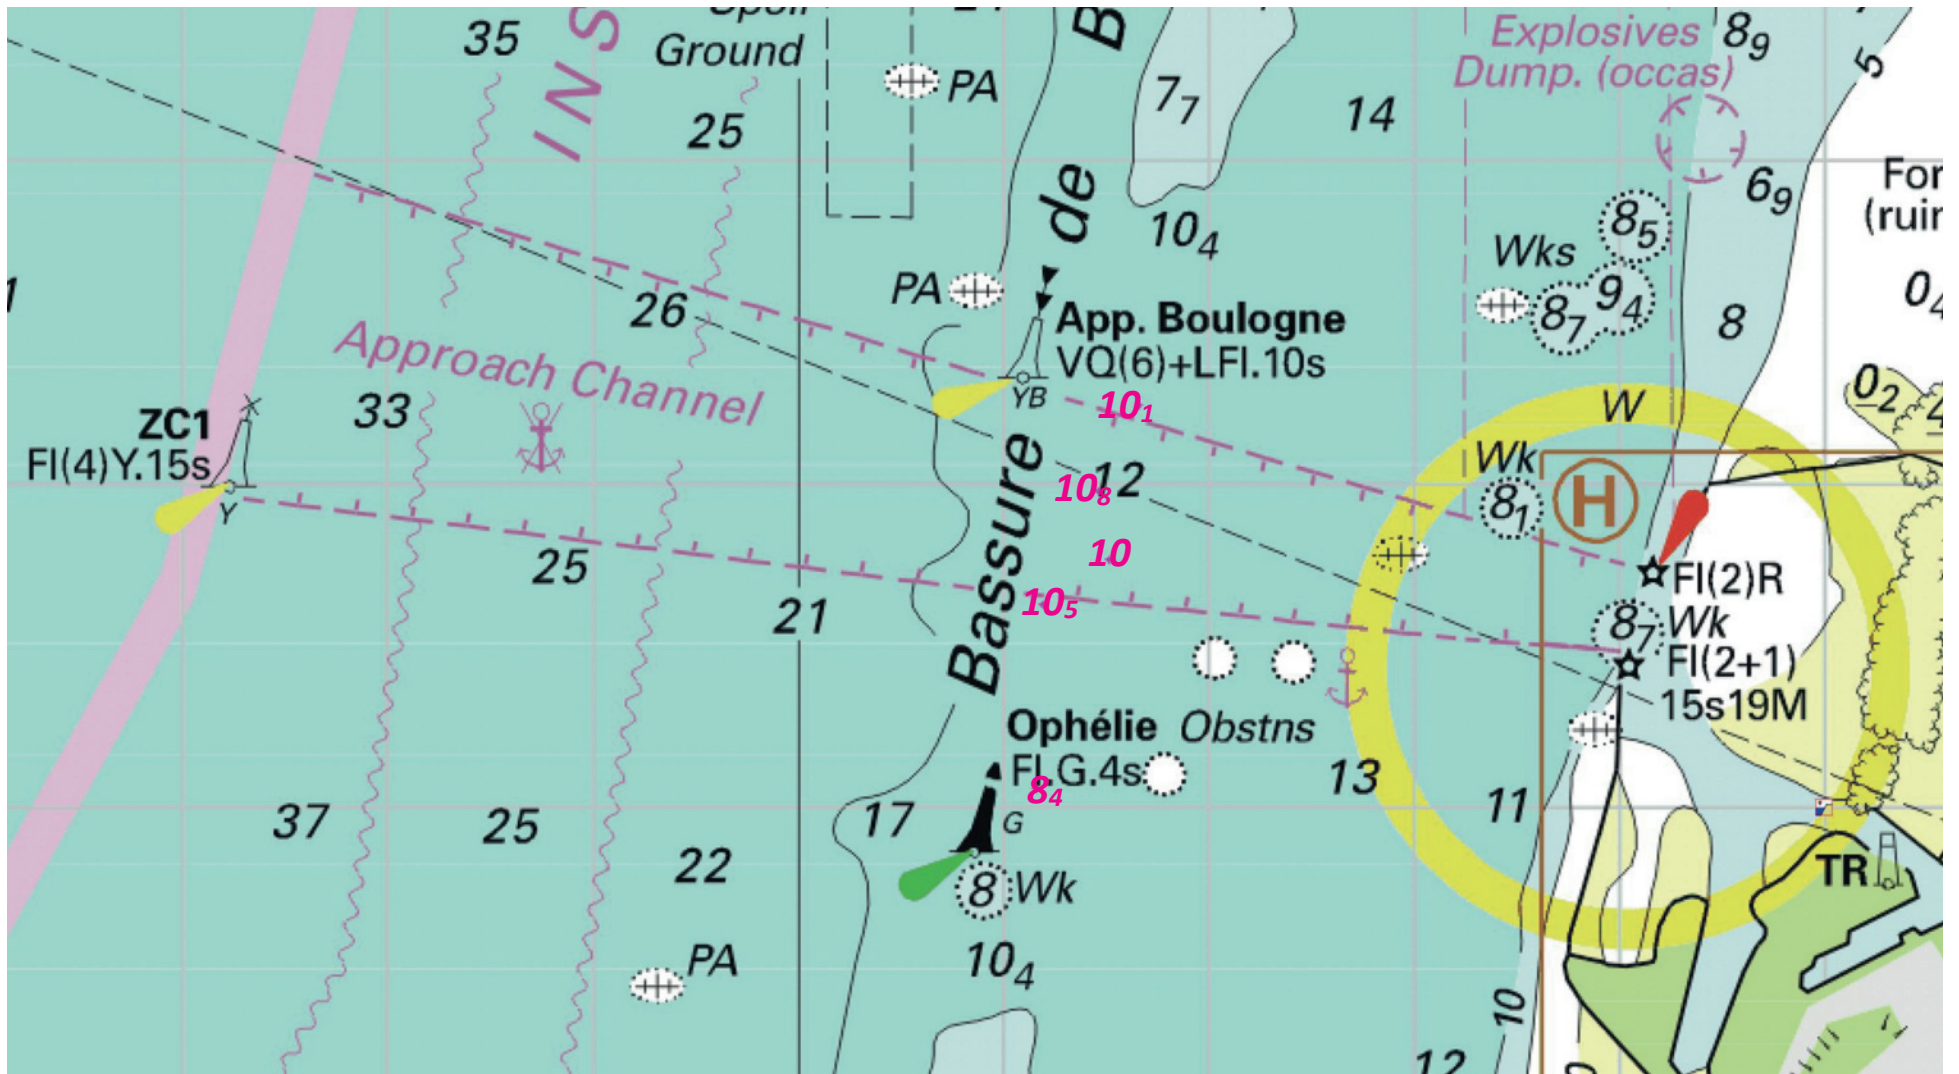 Spoil
Ground
35
INS
25
PA
B
7₇
14
Explosives
Dump. (occas)
8₉
5
de
10₄
6₉
For
(ruin
8₅
Wks
9₄
8₇
8
0₄
1
PA
26
App. Boulogne
VQ(6)+LFl.10s
YB
Approach Channel
33
ZC1
Fl(4)Y.15s
Y
10₁
W
0₂
4
Wk
8₁
H
12
10₈
10
10₅
Bassure
25
21
Fl(2)R
8₇
Wk
Fl(2+1)
15s19M
Ophélie
Obstns
Fl.G.4s
8₄
13
11
37
25
17
G
22
8
Wk
TR
PA
10₄
10
12